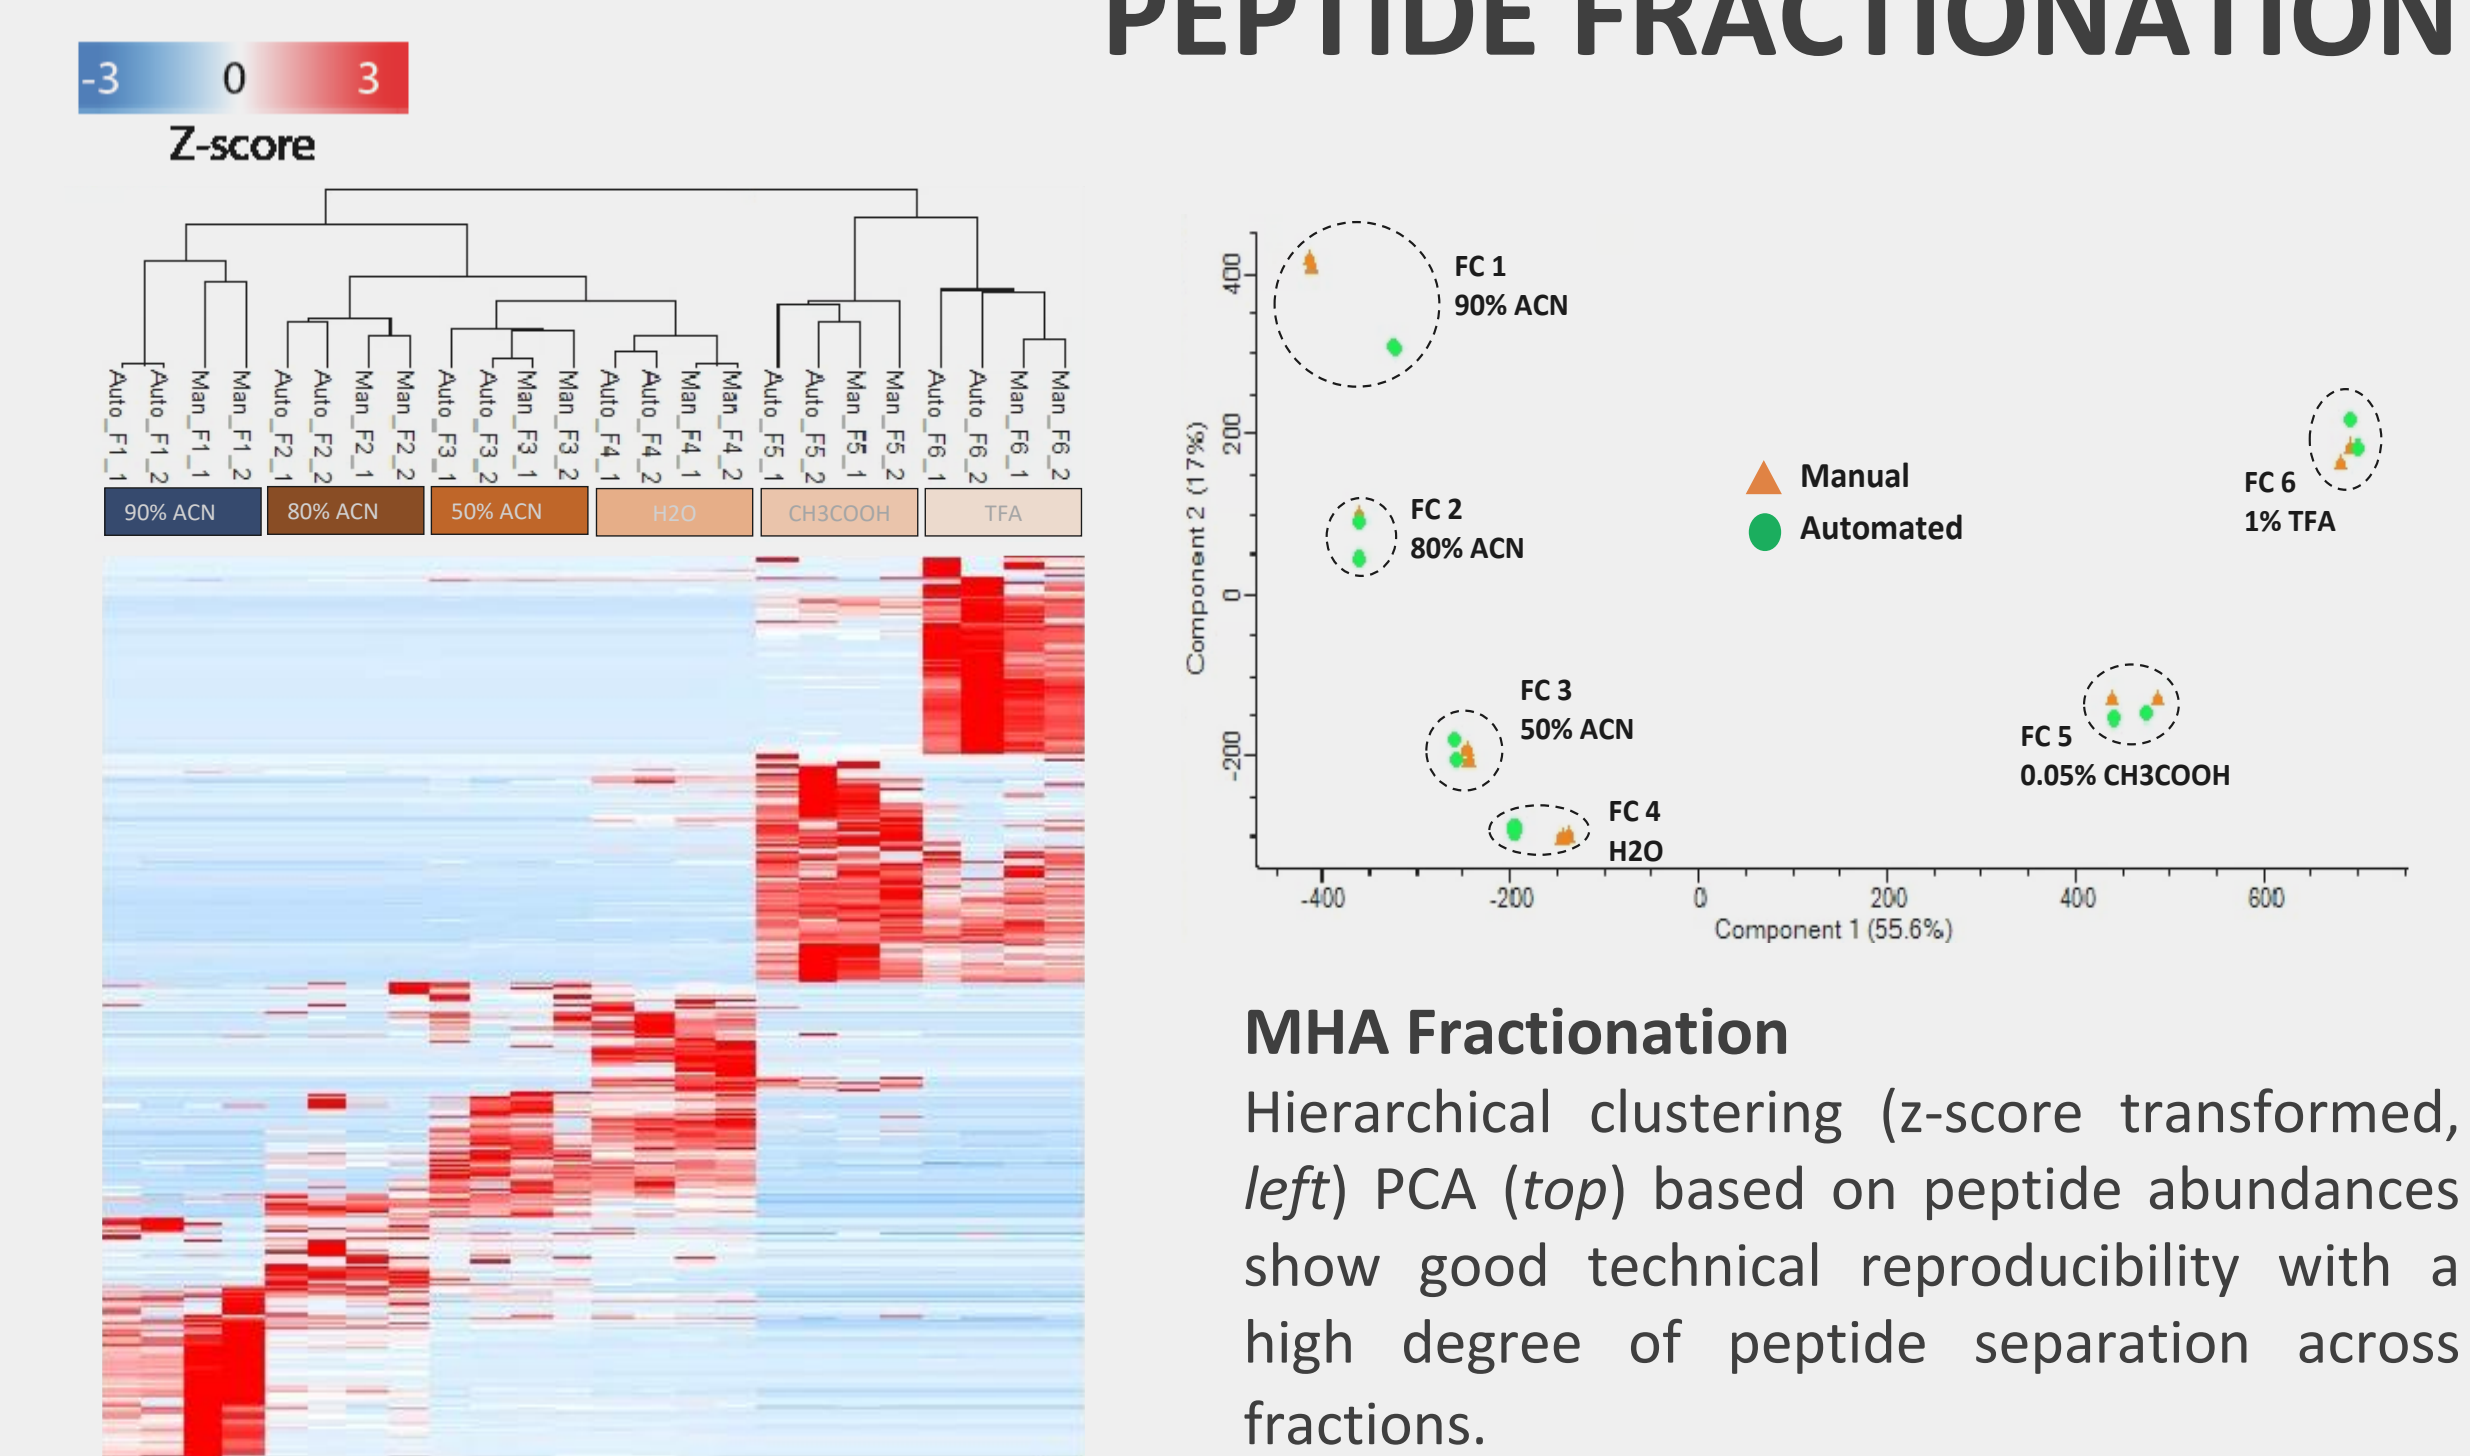 PEPTIDE FRACTIONATION
-3 0 3
Z-score
Auto_F1_1
Auto_F1_2
Man_F1_1
Man_F1_2
Auto_F2_1
Auto_F2_2
Man_F2_1
Man_F2_2
Auto_F3_1
Auto_F3_2
Man_F3_1
Man_F3_2
Auto_F4_1
Auto_F4_2
Man_F4_1
Man_F4_2
Auto_F5_1
Auto_F5_2
Man_F5_1
Man_F5_2
Auto_F6_1
Auto_F6_2
Man_F6_1
Man_F6_2
90% ACN
80% ACN
50% ACN
H2O
CH3COOH
TFA
Component 2 (17%)
400
200
0
-200
FC 1
90% ACN
FC 2
80% ACN
FC 3
50% ACN
FC 4
H2O
Manual
Automated
FC 6
1% TFA
FC 5
0.05% CH3COOH
-400 -200 0 200 400 600
Component 1 (55.6%)
MHA Fractionation
Hierarchical clustering (z-score transformed,
left) PCA (top) based on peptide abundances
show good technical reproducibility with a
high degree of peptide separation across
fractions.